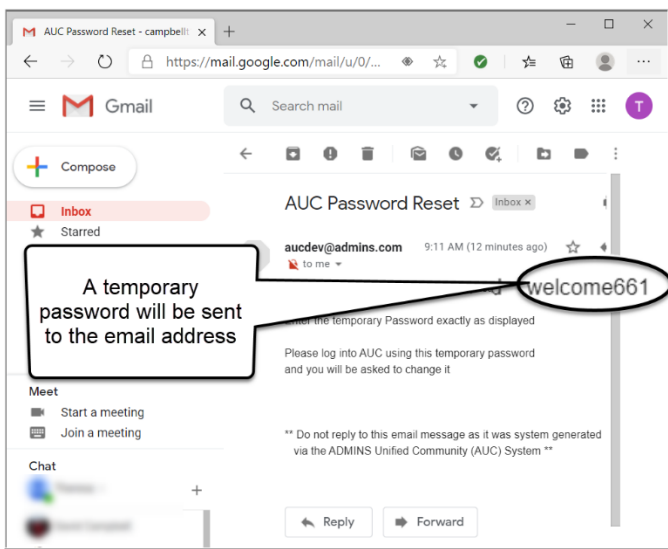 AUC Password Reset - campbellt
https://mail.google.com/mail/u/0/...
Gmail
Search mail
T
Compose
AUC Password Reset Inbox ×
Inbox
Starred
aucdev@admins.com 9:11 AM (12 minutes ago)
to me
welcome661
A temporary
password will be sent
to the email address
the temporary Password exactly as displayed
Please log into AUC using this temporary password
and you will be asked to change it
Meet
Start a meeting
Join a meeting
** Do not reply to this email message as it was system generated
via the ADMINS Unified Community (AUC) System **
Chat
Reply
Forward